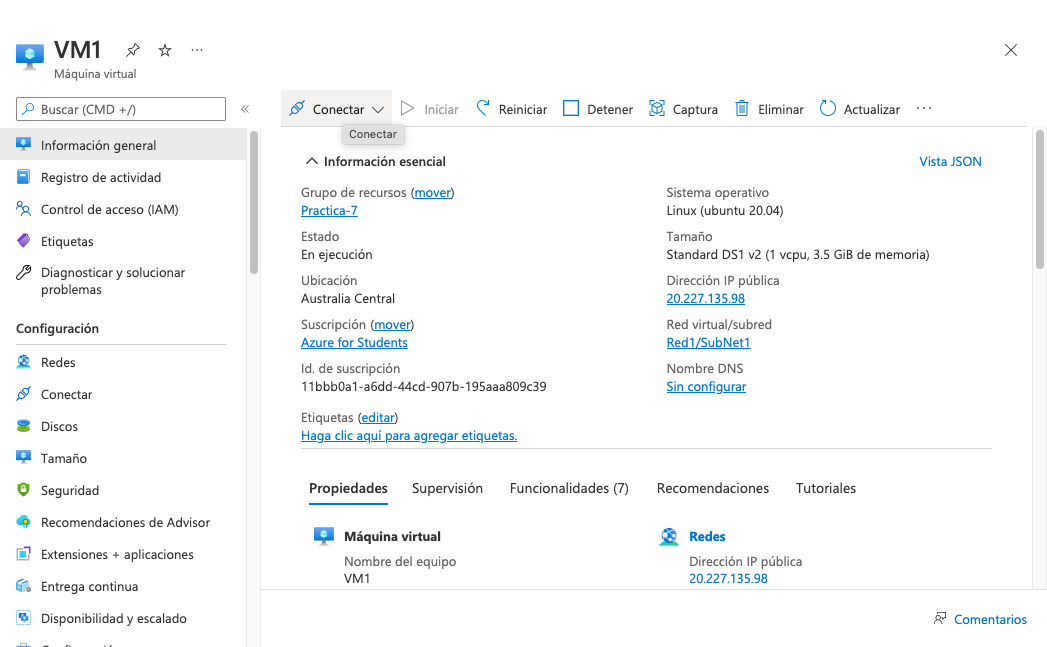 VM1
Máquina virtual
Buscar (CMD +/)
Información general
Registro de actividad
Control de acceso (IAM)
Etiquetas
Diagnosticar y solucionar
problemas
Configuración
Redes
Conectar
Discos
Tamaño
Seguridad
Recomendaciones de Advisor
Extensiones + aplicaciones
Entrega continua
Disponibilidad y escalado
Conectar Iniciar Reiniciar Detener Captura Eliminar Actualizar
Conectar
Información esencial Vista JSON
Grupo de recursos (mover)
Practica-7
Estado
En ejecución
Ubicación
Australia Central
Suscripción (mover)
Azure for Students
Id. de suscripción
11bbb0a1-a6dd-44cd-907b-195aaa809c39
Etiquetas (editar)
Haga clic aquí para agregar etiquetas.
Sistema operativo
Linux (ubuntu 20.04)
Tamaño
Standard DS1 v2 (1 vcpu, 3.5 GiB de memoria)
Dirección IP pública
20.227.135.98
Red virtual/subred
Red1/SubNet1
Nombre DNS
Sin configurar
Propiedades Supervisión Funcionalidades (7) Recomendaciones Tutoriales
Máquina virtual
Nombre del equipo
VM1
Redes
Dirección IP pública
20.227.135.98
Comentarios